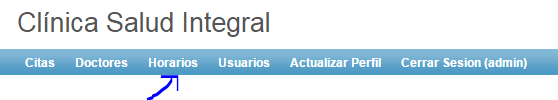 Clínica Salud Integral
Citas Doctores Horarios Usuarios Actualizar Perfil Cerrar Sesion (admin)